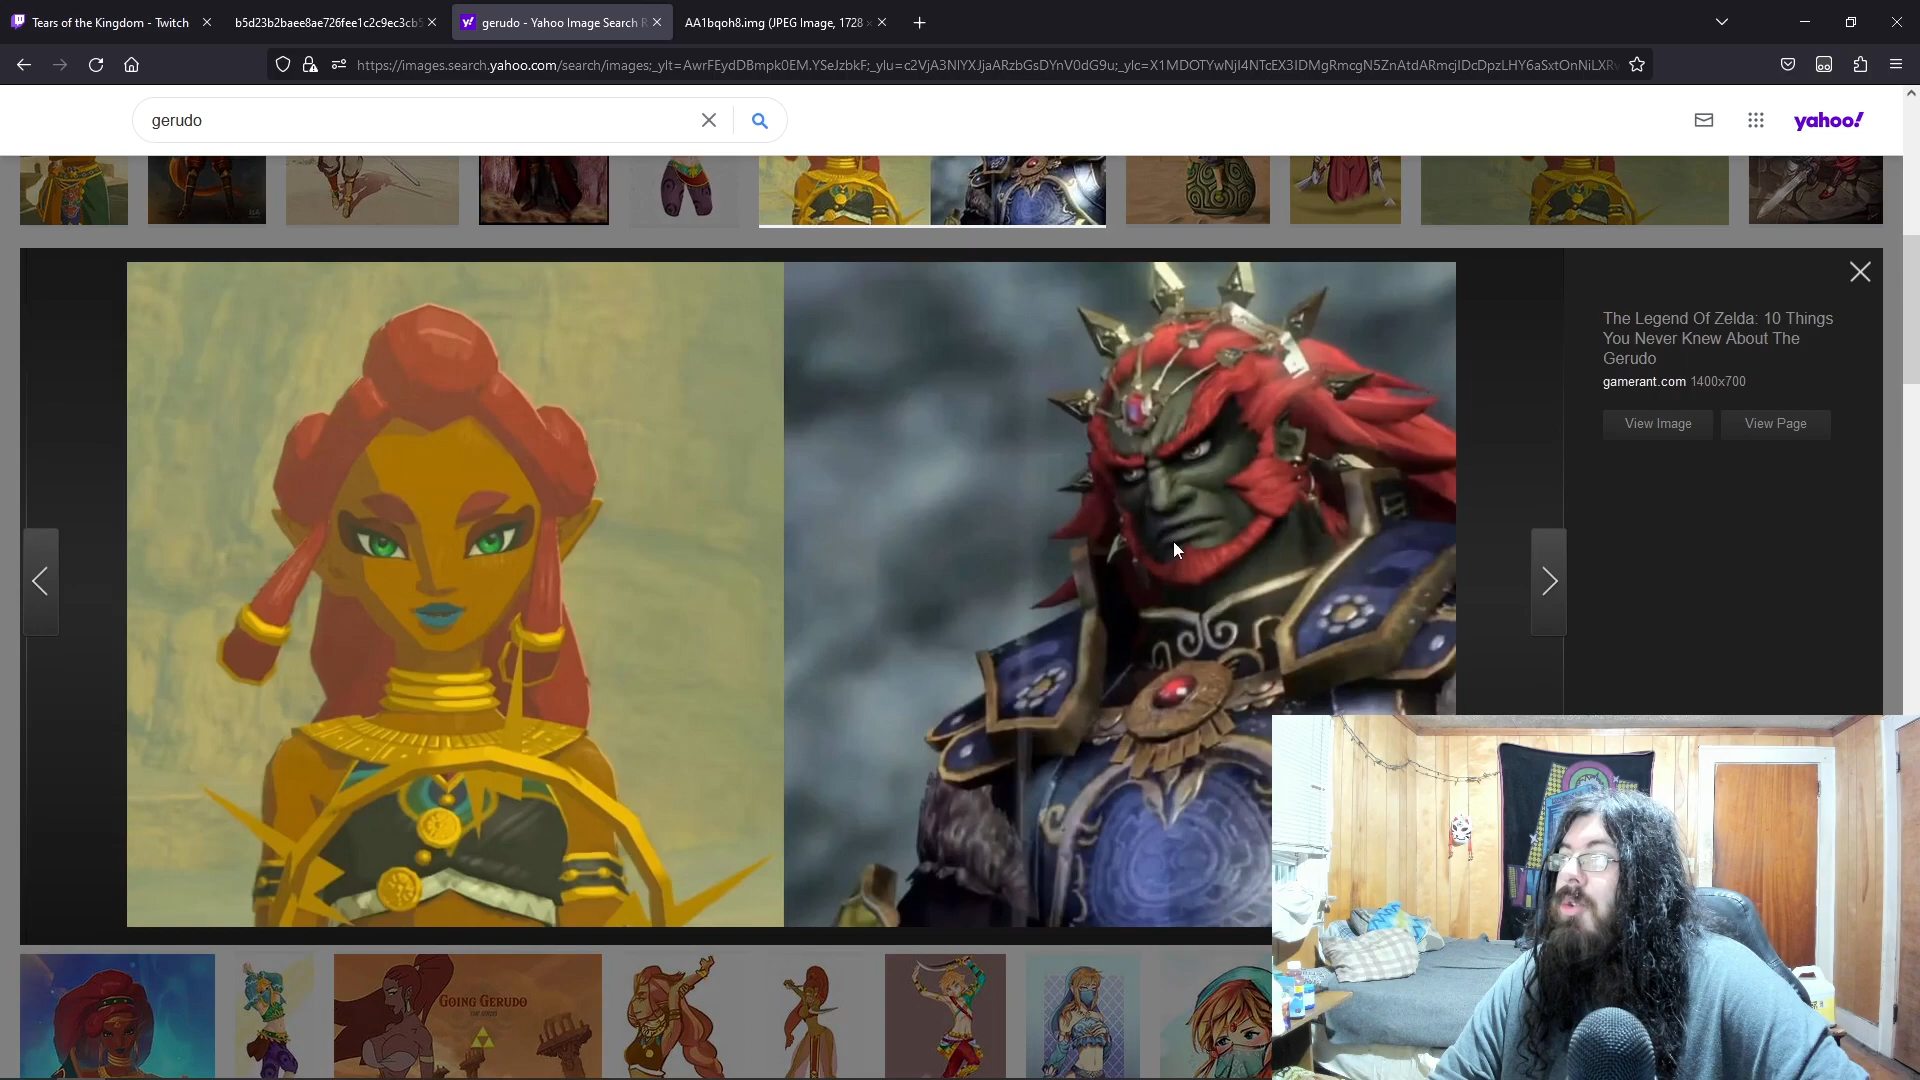 Tears of the Kingdom - Twitch
b5d23b2baee8ae726fee1c2c9ec3cb5
gerudo - Yahoo Image Search R
AA1bqoh8.img (JPEG Image, 1728
https://images.search.yahoo.com/search/images;_ylt=AwrFEydDBmpk0EM.YSeJzbkF;_ylu=c2VjA3NlYXJjaARzbGsDYnV0dG9u;_ylc=X1MDOTYwNjI4NTcEX3IDMgRmcgN5ZnAtdARmcjIDcDpzLHY6aSxtOnNiLXRv
gerudo
yahoo!
The Legend Of Zelda: 10 Things
You Never Knew About The
Gerudo
gamerant.com 1400x700
View Image
View Page
GOING GERUDO